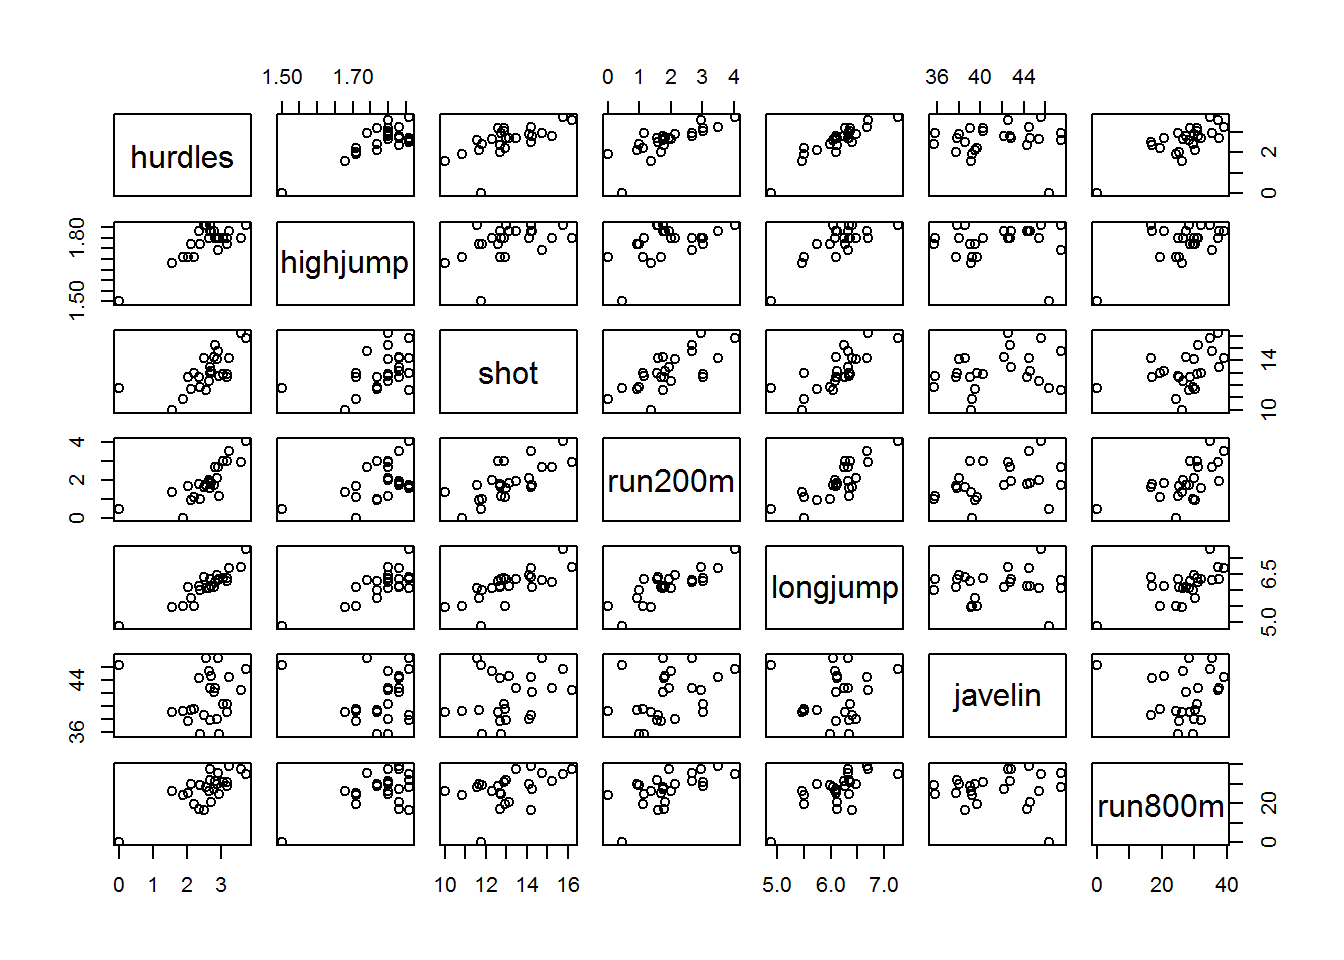 1.50 1.70 0 1 2 3 4 36 40 44
hurdles 0 2
1.50 1.80 highjump
shot 10 14
0 2 4 run200m
longjump 5.0 6.5
36 44 javelin
run800m 0 20
0 1 2 3 10 12 14 16 5.0 6.0 7.0 0 20 40